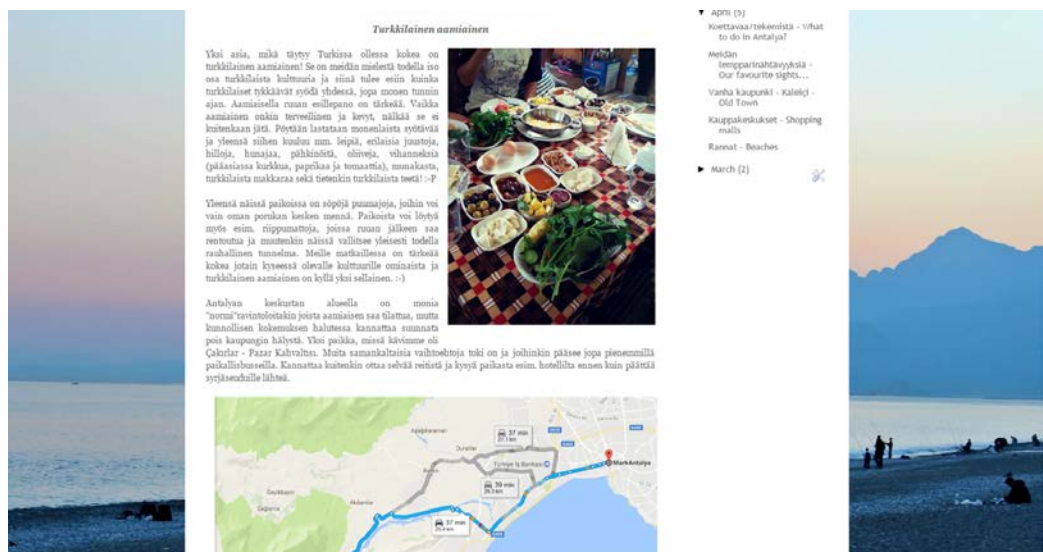 Turkkilainen aamiainen
Yksi asia, mikä täytyy Turkissa ollessa kokea on
turkkilainen aamiainen! Se on meidän mielestä todella iso
osa turkkilaista kulttuuria ja siinä tulee esiin kuinka
turkkilaiset tykkäävät syödä yhdessä, jopa monen tunnin
ajan. Aamiaisella ruuan esillepano on tärkeää. Vaikka
aamiainen onkin terveellinen ja kevyt, nälkää se ei
kuitenkaan jätä. Pöytään lastataan monenlaista syötävää
ja yleensä siihen kuuluu mm. leipiä, erilaisia juustoja,
hilloja, hunajaa, pähkinöitä, oliiveja, vihanneksia
(pääasiassa kurkkua, paprikaa ja tomaattia), munakasta,
turkkilaista makkaraa sekä tietenkin turkkilaista teetä! :-P
Yleensä näissä paikoissa on söpöjä puumajoja, joihin voi
vain oman porukan kesken mennä. Paikoista voi löytyä
myös esim. riippumattoja, joissa ruuan jälkeen saa
rentoutua ja muutenkin näissä vallitsee yleisesti todella
rauhallinen tunnelma. Meille matkaillessa on tärkeää
kokea jotain kyseessä olevalle kulttuurille ominaista ja
turkkilainen aamiainen on kyllä yksi sellainen. :-)
Antalyan keskustan alueella on monia
"normi"ravintoloitakin joista aamiaisen saa tilattua, mutta
kunnollisen kokemuksen halutessa kannattaa suunnata
pois kaupungin hälystä. Yksi paikka, missä kävimme oli
Çakırlar - Pazar Kahvaltısı. Muita samankaltaisia vaihtoehtoja toki on ja joihinkin pääsee jopa pienemmillä
paikallisbusseilla. Kannattaa kuitenkin ottaa selvää reitistä ja kysyä paikasta esim. hotellilta ennen kuin päättää
syrjäseuduille lähteä.
▼ April (5)
Koettavaa/tekemistä - What
to do in Antalya?
Meidän
lempparinähtävyyksiä -
Our favourite sights...
Vanha kaupunki - Kaleiçi -
Old Town
Kauppakeskukset - Shopping
malls
Rannat - Beaches
► March (2)
37 min
Duraliler
MarkAntalya
Türkiye İş Bankası
39 min
37 min